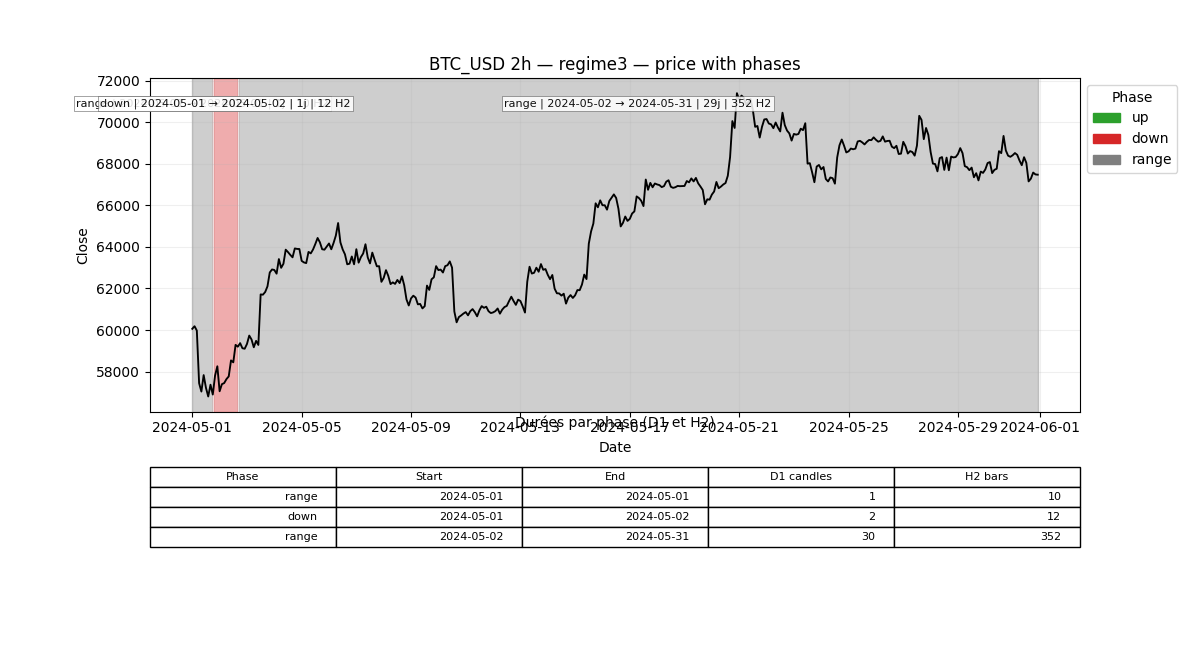 BTC_USD 2h — regime3 — price with phases
72000
70000
68000
66000
64000
62000
60000
58000
Close
down | 2024-05-01 → 2024-05-02 | 1j | 12 H2
range | 2024-05-02 → 2024-05-31 | 29j | 352 H2
Phase
up
down
range
Durées par phase (D1 et H2)
2024-05-01 2024-05-05 2024-05-09 2024-05-13 2024-05-17 2024-05-21 2024-05-25 2024-05-29 2024-06-01
Date
Phase Start End D1 candles H2 bars
range 2024-05-01 2024-05-01 1 10
down 2024-05-01 2024-05-02 2 12
range 2024-05-02 2024-05-31 30 352